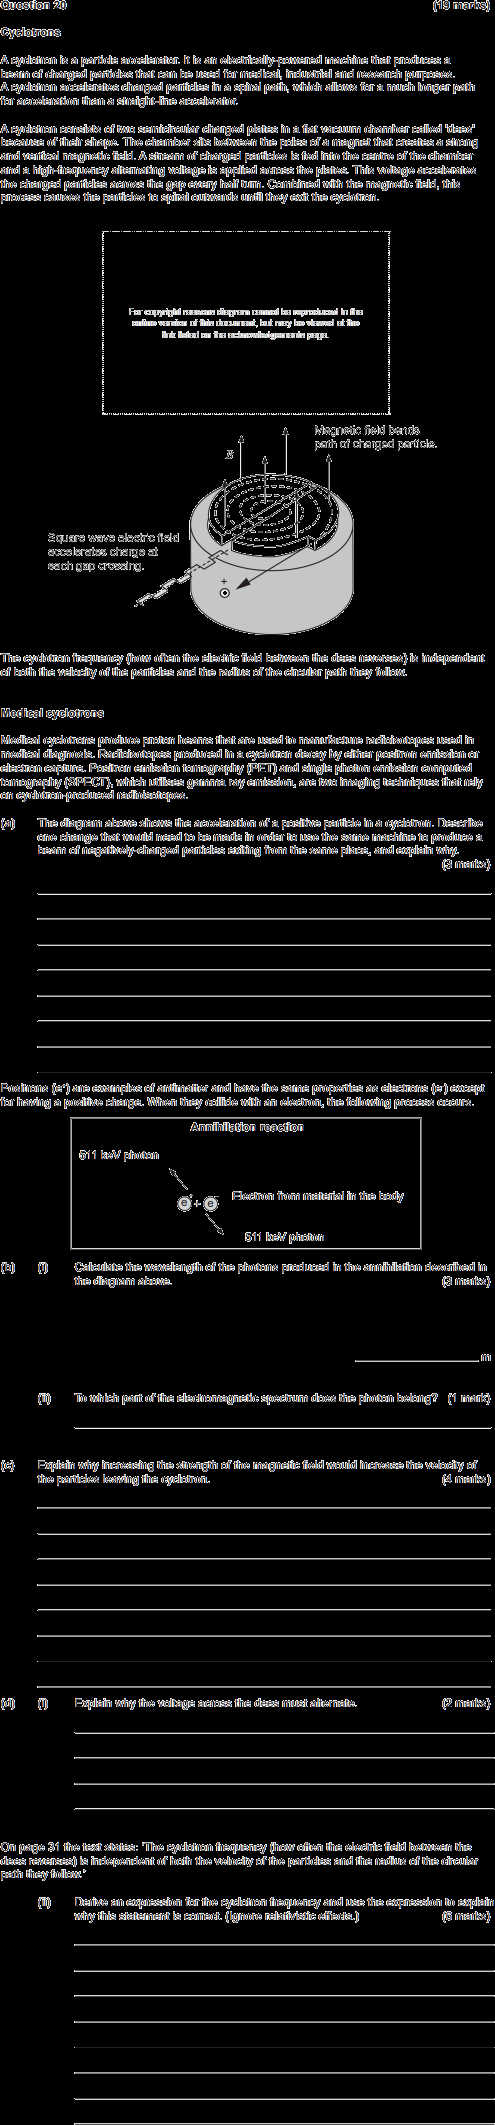 Question 20 (19 marks)
Cyclotrons
A cyclotron is a particle accelerator. It is an electrically-powered machine that produces a
beam of charged particles that can be used for medical, industrial and research purposes.
A cyclotron accelerates charged particles in a spiral path, which allows for a much longer path
for acceleration than a straight-line accelerator.
A cyclotron consists of two semicircular charged plates in a flat vacuum chamber called 'dees'
because of their shape. The chamber sits between the poles of a magnet that creates a strong
and vertical magnetic field. A stream of charged particles is fed into the centre of the chamber
and a high-frequency alternating voltage is applied across the plates. This voltage accelerates
the charged particles across the gap every half turn. Combined with the magnetic field, this
process causes the particles to spiral outwards until they exit the cyclotron.
For copyright reasons diagram cannot be reproduced in the
online version of this document, but may be viewed at the
link listed on the acknowledgements page.
Magnetic field bends
path of charged particle.
B
Square wave electric field
accelerates charge at
each gap crossing.
+
The cyclotron frequency (how often the electric field between the dees reverses) is independent
of both the velocity of the particles and the radius of the circular path they follow.
Medical cyclotrons
Medical cyclotrons produce proton beams that are used to manufacture radioisotopes used in
medical diagnosis. Radioisotopes produced in a cyclotron decay by either positron emission or
electron capture. Positron emission tomography (PET) and single photon emission computed
tomography (SPECT), which utilises gamma ray emission, are two imaging techniques that rely
on cyclotron-produced radioisotopes.
(a) The diagram above shows the acceleration of a positive particle in a cyclotron. Describe
one change that would need to be made in order to use the same machine to produce a
beam of negatively-charged particles exiting from the same place, and explain why.
(3 marks)
Positrons (e⁺) are examples of antimatter and have the same properties as electrons (e⁻) except
for having a positive charge. When they collide with an electron, the following process occurs.
Annihilation reaction
511 keV photon
e⁺ + e⁻ Electron from material in the body
511 keV photon
(b) (i) Calculate the wavelength of the photons produced in the annihilation described in
the diagram above. (3 marks)
m
(ii) To which part of the electromagnetic spectrum does the photon belong? (1 mark)
(c) Explain why increasing the strength of the magnetic field would increase the velocity of
the particles leaving the cyclotron. (4 marks)
(d) (i) Explain why the voltage across the dees must alternate. (2 marks)
On page 31 the text states: 'The cyclotron frequency (how often the electric field between the
dees reverses) is independent of both the velocity of the particles and the radius of the circular
path they follow.'
(ii) Derive an expression for the cyclotron frequency and use the expression to explain
why this statement is correct. (Ignore relativistic effects.) (6 marks)